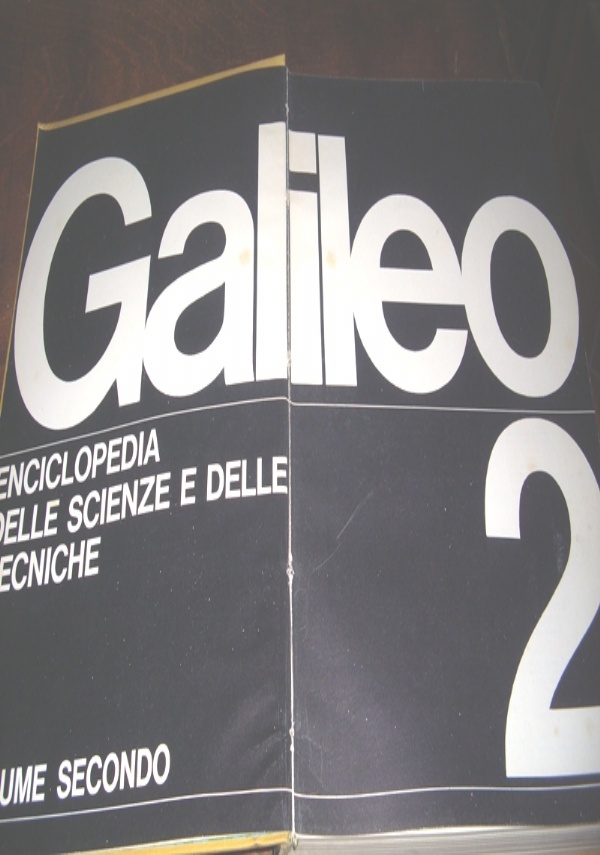 Galileo
ENCICLOPEDIA
DELLE SCIENZE E DELLE
ECNICHE
2
UME SECONDO